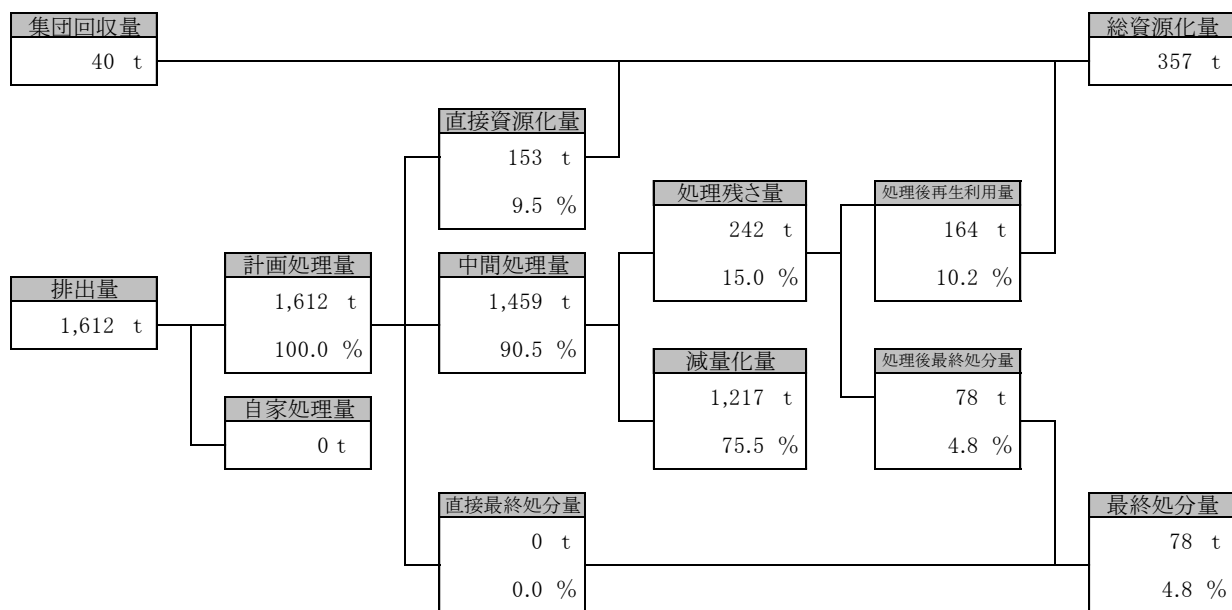 集団回収量
40 t
総資源化量
357 t
直接資源化量
153 t
9.5 %
処理残さ量
242 t
15.0 %
処理後再生利用量
164 t
10.2 %
排出量
1,612 t
計画処理量
1,612 t
100.0 %
中間処理量
1,459 t
90.5 %
自家処理量
0 t
減量化量
1,217 t
75.5 %
処理後最終処分量
78 t
4.8 %
直接最終処分量
0 t
0.0 %
最終処分量
78 t
4.8 %